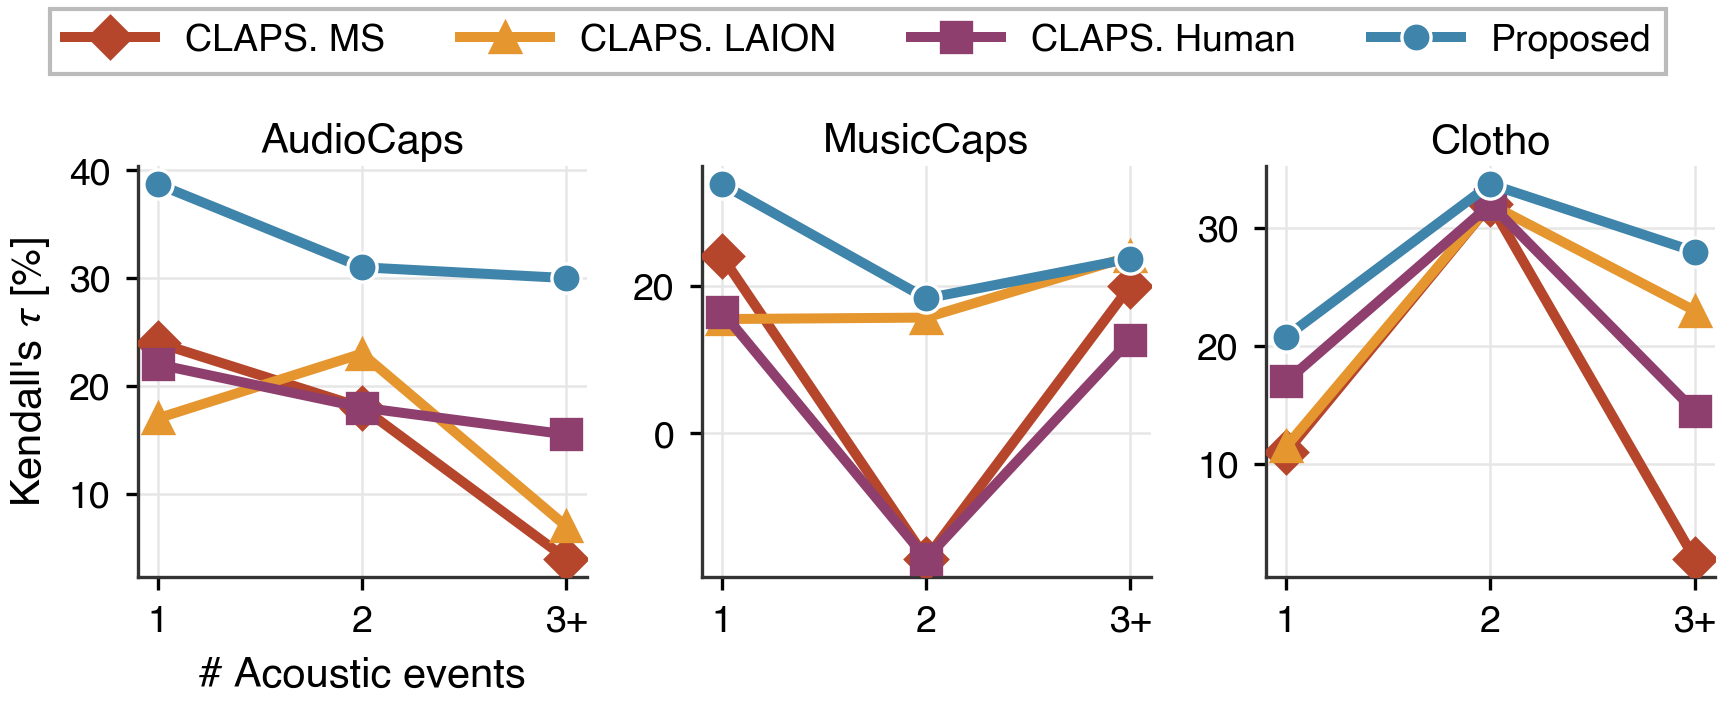 CLAPS. MS CLAPS. LAION CLAPS. Human Proposed
AudioCaps
Kendall's τ [%]
40
30
20
10
1 2 3+
# Acoustic events
MusicCaps
20
0
1 2 3+
Clotho
30
20
10
1 2 3+